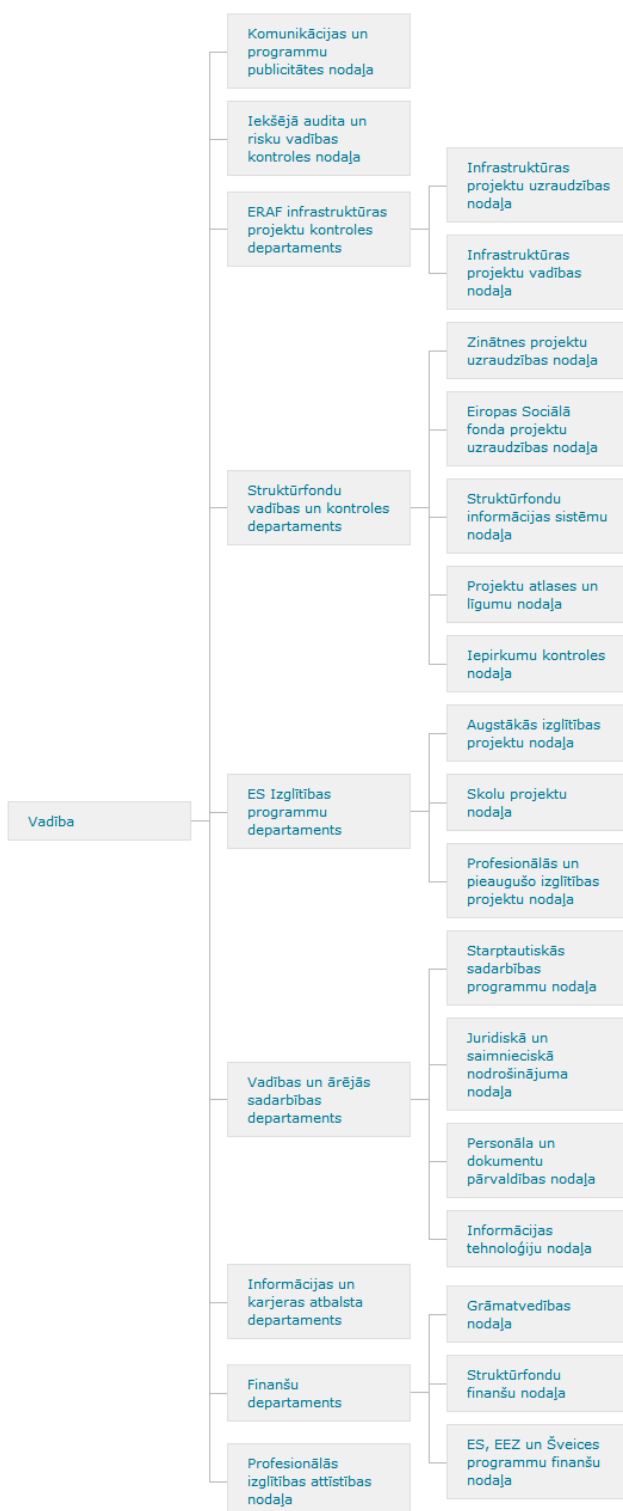 Vadība
Komunikācijas un
programmu
publicitātes nodaļa
Iekšējā audita un
risku vadības
kontroles nodaļa
ERAF infrastruktūras
projektu kontroles
departaments
Infrastruktūras
projektu uzraudzības
nodaļa
Infrastruktūras
projektu vadības
nodaļa
Struktūrfondu
vadības un kontroles
departaments
Zinātnes projektu
uzraudzības nodaļa
Eiropas Sociālā
fonda projektu
uzraudzības nodaļa
Struktūrfondu
informācijas sistēmu
nodaļa
Projektu atlases un
līgumu nodaļa
Iepirkumu kontroles
nodaļa
ES Izglītības
programmu
departaments
Augstākās izglītības
projektu nodaļa
Skolu projektu
nodaļa
Profesionālās un
pieaugušo izglītības
projektu nodaļa
Vadības un ārējās
sadarbības
departaments
Starptautiskās
sadarbības
programmu nodaļa
Juridiskā un
saimnieciskā
nodrošinājuma
nodaļa
Personāla un
dokumentu
pārvaldības nodaļa
Informācijas
tehnoloģiju nodaļa
Informācijas un
karjeras atbalsta
departaments
Finanšu
departaments
Grāmatvedības
nodaļa
Struktūrfondu
finanšu nodaļa
ES, EEZ un Šveices
programmu finanšu
nodaļa
Profesionālās
izglītības attīstības
nodaļa